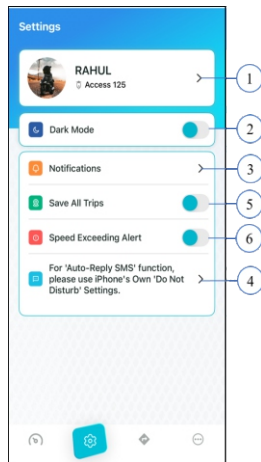 Settings
RAHUL
Access 125
1
Dark Mode
2
Notifications
3
Save All Trips
5
Speed Exceeding Alert
6
For 'Auto-Reply SMS' function,
please use iPhone's Own 'Do Not
Disturb' Settings.
4